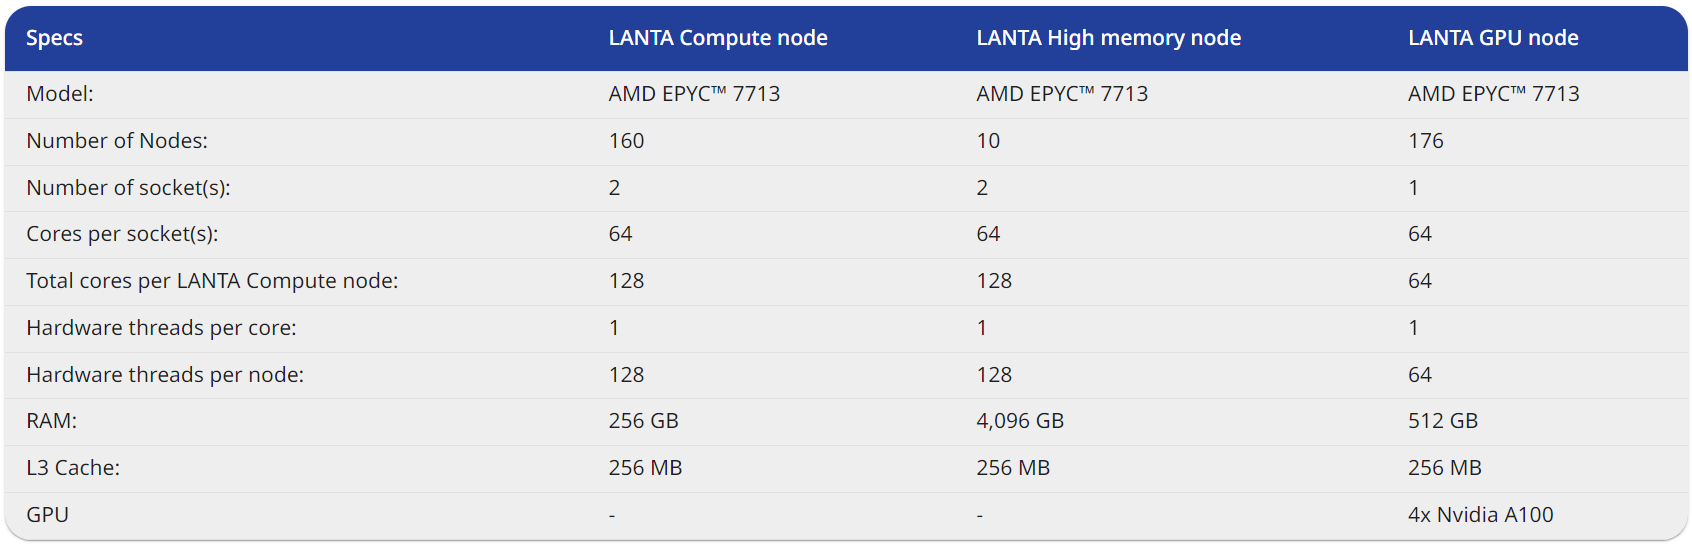 Specs LANTA Compute node LANTA High memory node LANTA GPU node
Model: AMD EPYC™ 7713 AMD EPYC™ 7713 AMD EPYC™ 7713
Number of Nodes: 160 10 176
Number of socket(s): 2 2 1
Cores per socket(s): 64 64 64
Total cores per LANTA Compute node: 128 128 64
Hardware threads per core: 1 1 1
Hardware threads per node: 128 128 64
RAM: 256 GB 4,096 GB 512 GB
L3 Cache: 256 MB 256 MB 256 MB
GPU - - 4x Nvidia A100